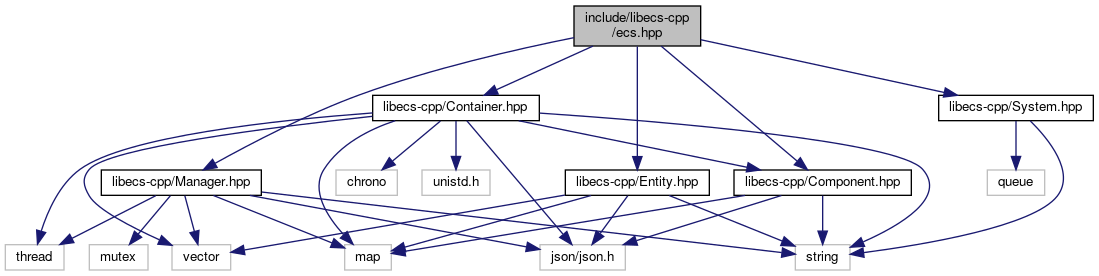 include/libecs-cpp
/ecs.hpp
libecs-cpp/Container.hpp
libecs-cpp/System.hpp
libecs-cpp/Manager.hpp
chrono
unistd.h
libecs-cpp/Entity.hpp
libecs-cpp/Component.hpp
queue
thread
mutex
vector
map
json/json.h
string